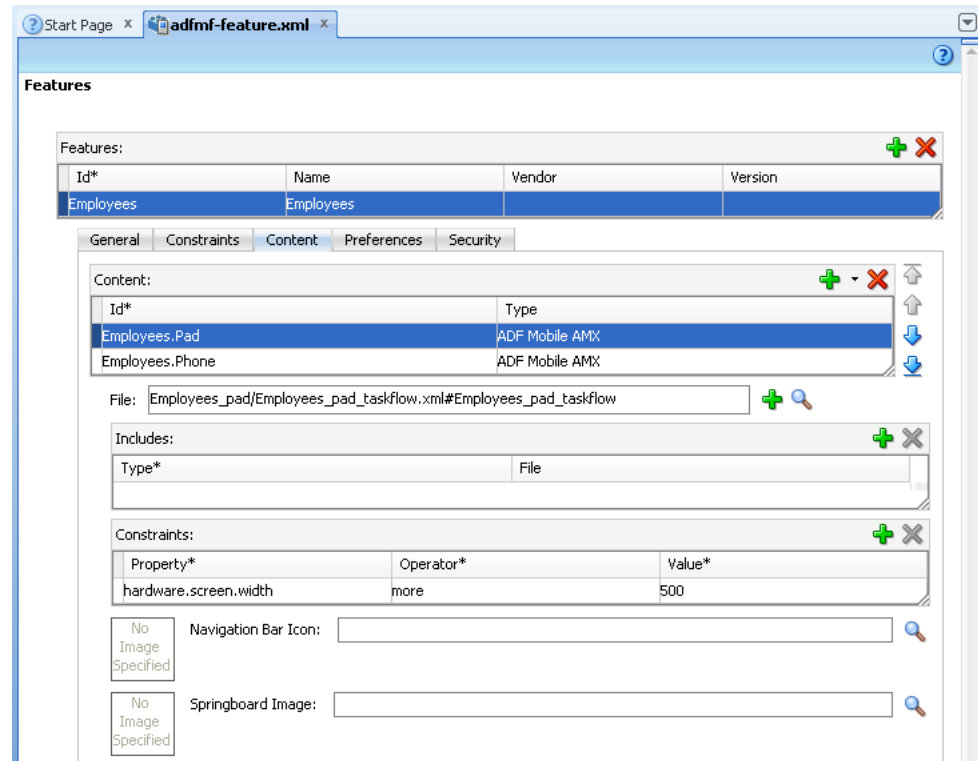 Start Page x adfmf-feature.xml x
Features
Features:
Id* Name Vendor Version
Employees Employees
General Constraints Content Preferences Security
Content:
Id* Type
Employees.Pad ADF Mobile AMX
Employees.Phone ADF Mobile AMX
File: Employees_pad/Employees_pad_taskflow.xml#Employees_pad_taskflow
Includes:
Type* File
Constraints:
Property* Operator* Value*
hardware.screen.width more 500
No Image Specified Navigation Bar Icon:
No Image Specified Springboard Image: